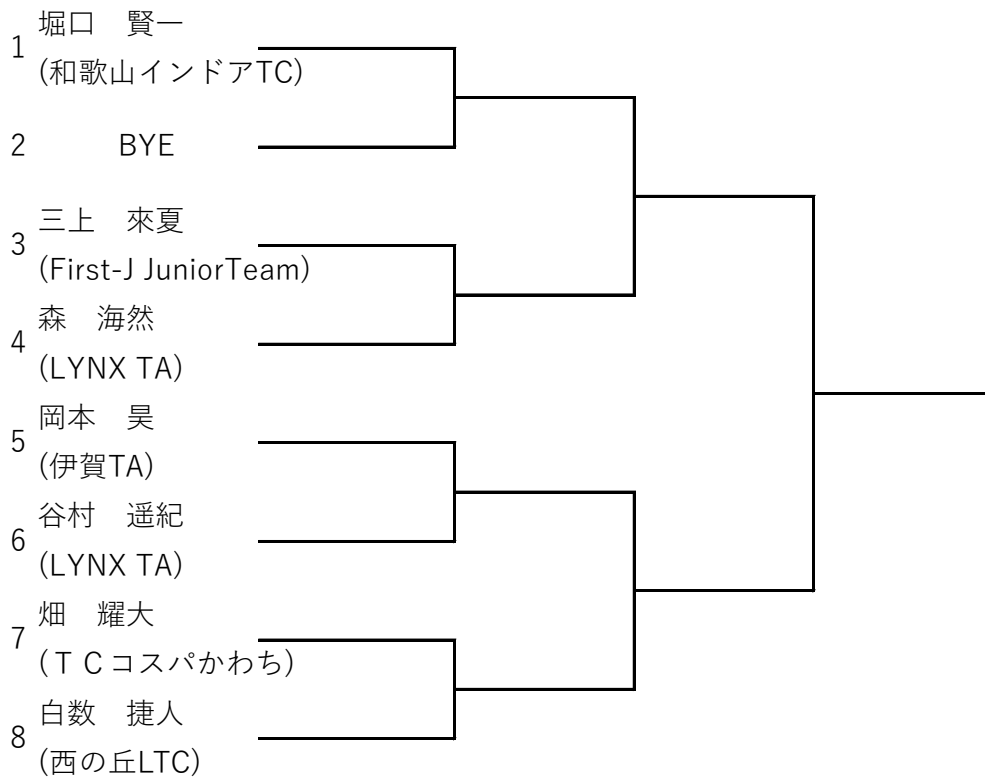 堀口　賢一
1
(和歌山インドアTC)
2 BYE
三上　來夏
3
(First-J JuniorTeam)
森　海然
4
(LYNX TA)
岡本　昊
5
(伊賀TA)
谷村　遥紀
6
(LYNX TA)
畑　耀大
7
(ＴＣコスパかわち)
白数　捷人
8
(西の丘LTC)